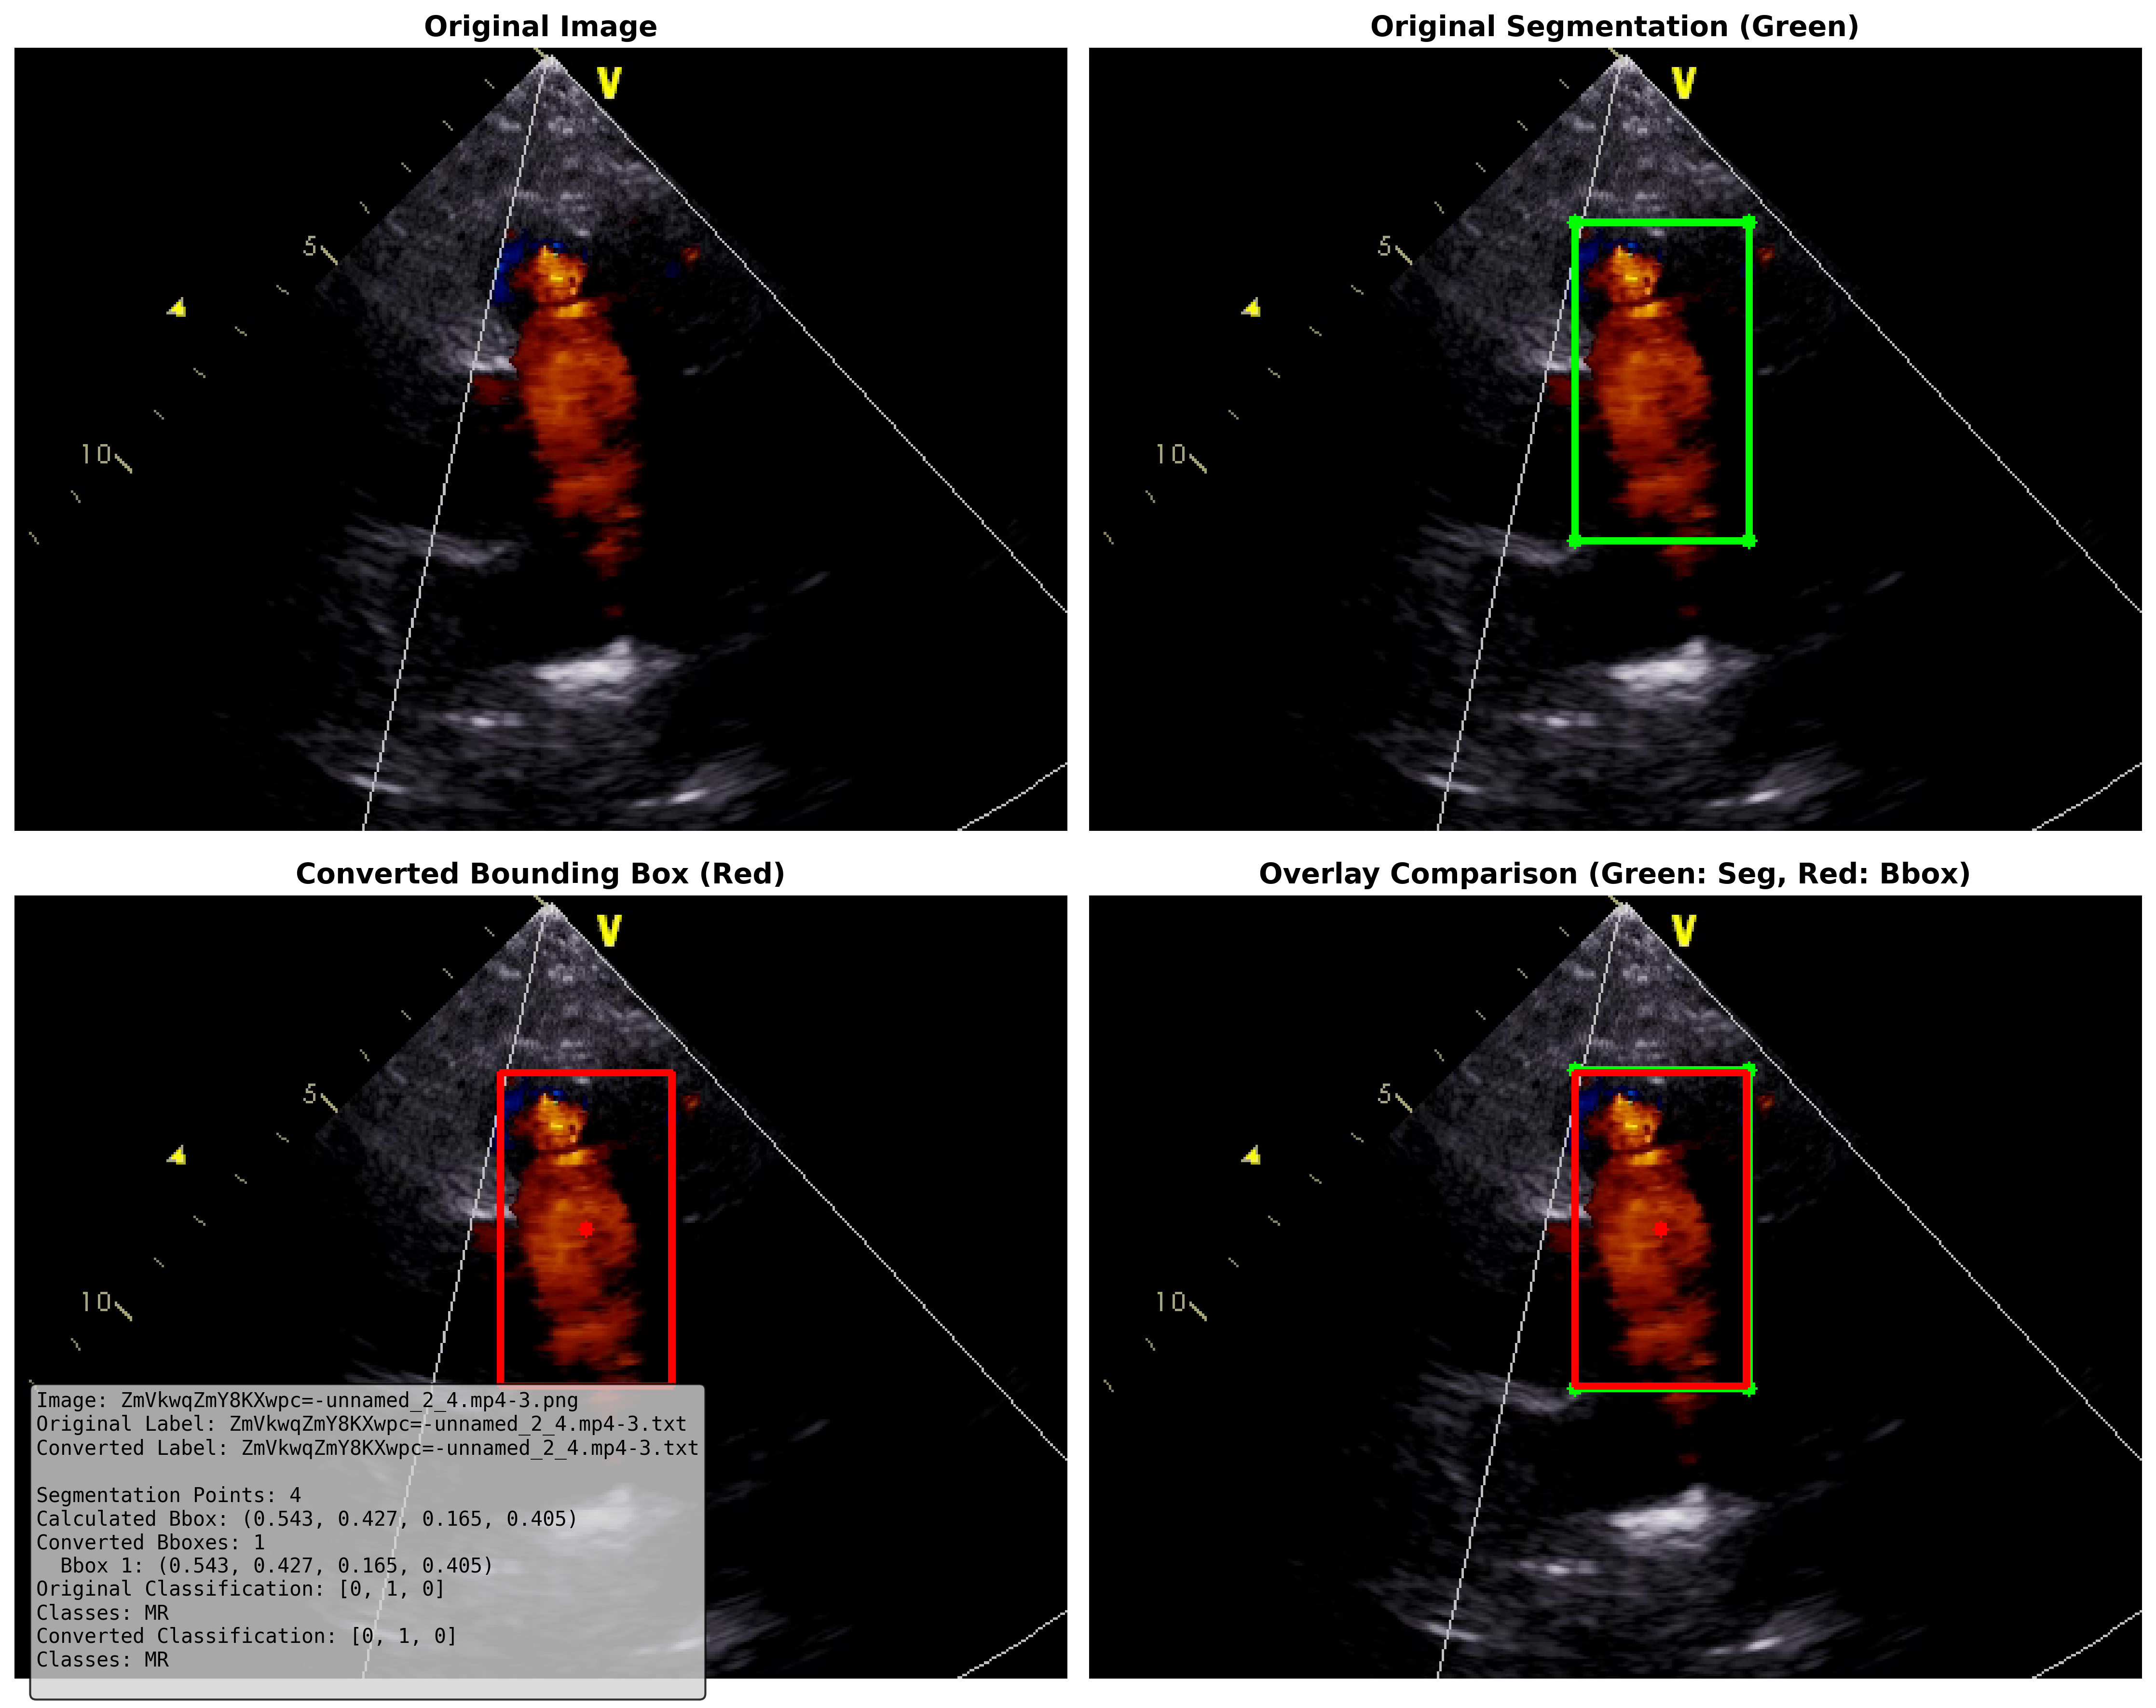 Original Image
Original Segmentation (Green)
V
5
10
V
5
10
Converted Bounding Box (Red)
Overlay Comparison (Green: Seg, Red: Bbox)
V
5
10
V
5
10
Image: ZmVkwqZmY8KXwpc=-unnamed_2_4.mp4-3.png
Original Label: ZmVkwqZmY8KXwpc=-unnamed_2_4.mp4-3.txt
Converted Label: ZmVkwqZmY8KXwpc=-unnamed_2_4.mp4-3.txt
Segmentation Points: 4
Calculated Bbox: (0.543, 0.427, 0.165, 0.405)
Converted Bboxes: 1
Bbox 1: (0.543, 0.427, 0.165, 0.405)
Original Classification: [0, 1, 0]
Classes: MR
Converted Classification: [0, 1, 0]
Classes: MR